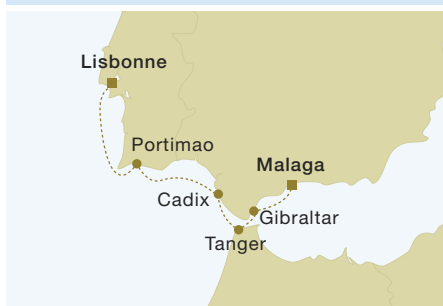 Lisbonne
Portimao
Malaga
Cadix
Gibraltar
Tanger